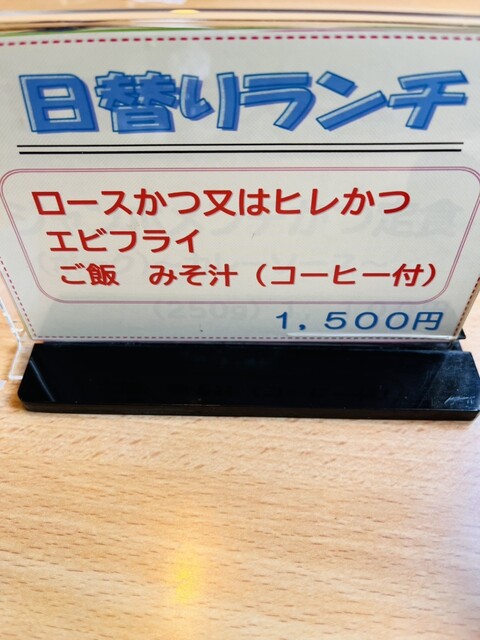 日替りランチ
ロースかつ又はヒレかつ
エビフライ
ご飯　みそ汁（コーヒー付）
１，５００円